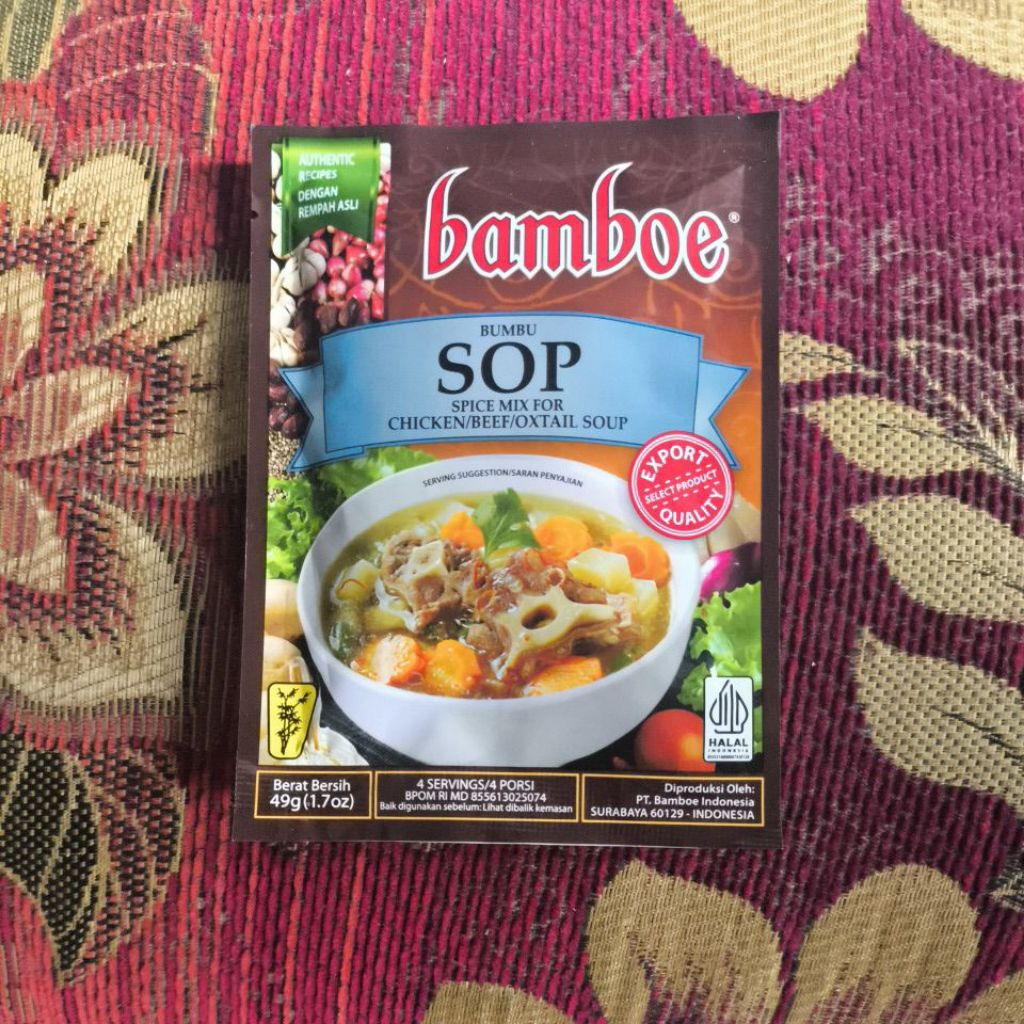 AUTHENTIC
RECIPES
DENGAN
REMPAH ASLI
bamboe®
BUMBU
SOP
SPICE MIX FOR
CHICKEN/BEEF/OXTAIL SOUP
EXPORT
SELECT PRODUCT
QUALITY
SERVING SUGGESTION/SARAN PENYAJIAN
HALAL
INDONESIA
Berat Bersih
49g (1.7oz)
4 SERVINGS/4 PORSI
BPOM RI MD 855613025074
Baik digunakan sebelum: Lihat dibalik kemasan
Diproduksi Oleh:
PT. Bamboe Indonesia
SURABAYA 60129 - INDONESIA